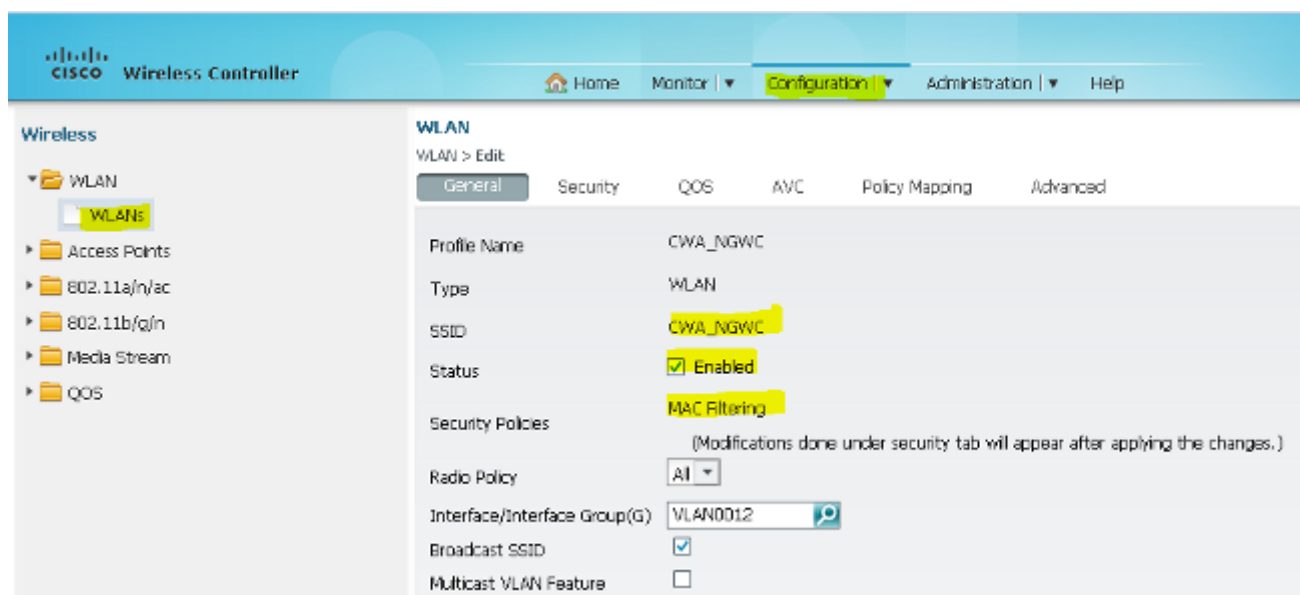 CISCO Wireless Controller
Home Monitor Configuration Administration Help
Wireless
WLAN
WLANs
Access Points
802.11a/n/ac
802.11b/g/n
Media Stream
QOS
WLAN
WLAN > Edit
General Security QOS AVC Policy Mapping Advanced
Profile Name CWA_NGWC
Type WLAN
SSID CWA_NGWC
Status Enabled
Security Policies MAC Filtering
(Modifications done under security tab will appear after applying the changes.)
Radio Policy All
Interface/Interface Group(G) VLAN0012
Broadcast SSID
Multicast VLAN Feature